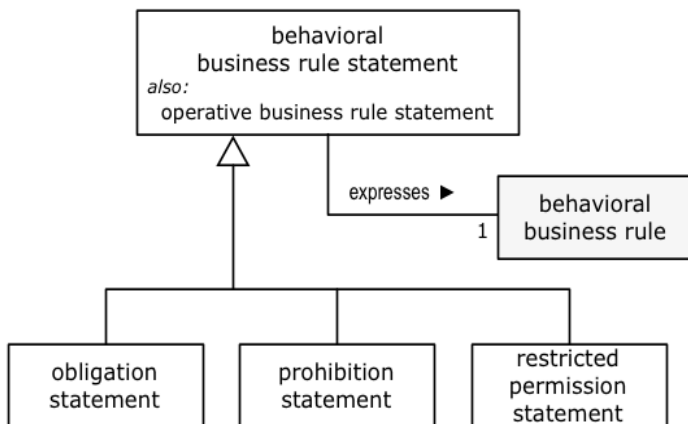 behavioral
business rule statement
also:
operative business rule statement
expresses ►
1
behavioral
business rule
obligation
statement
prohibition
statement
restricted
permission
statement